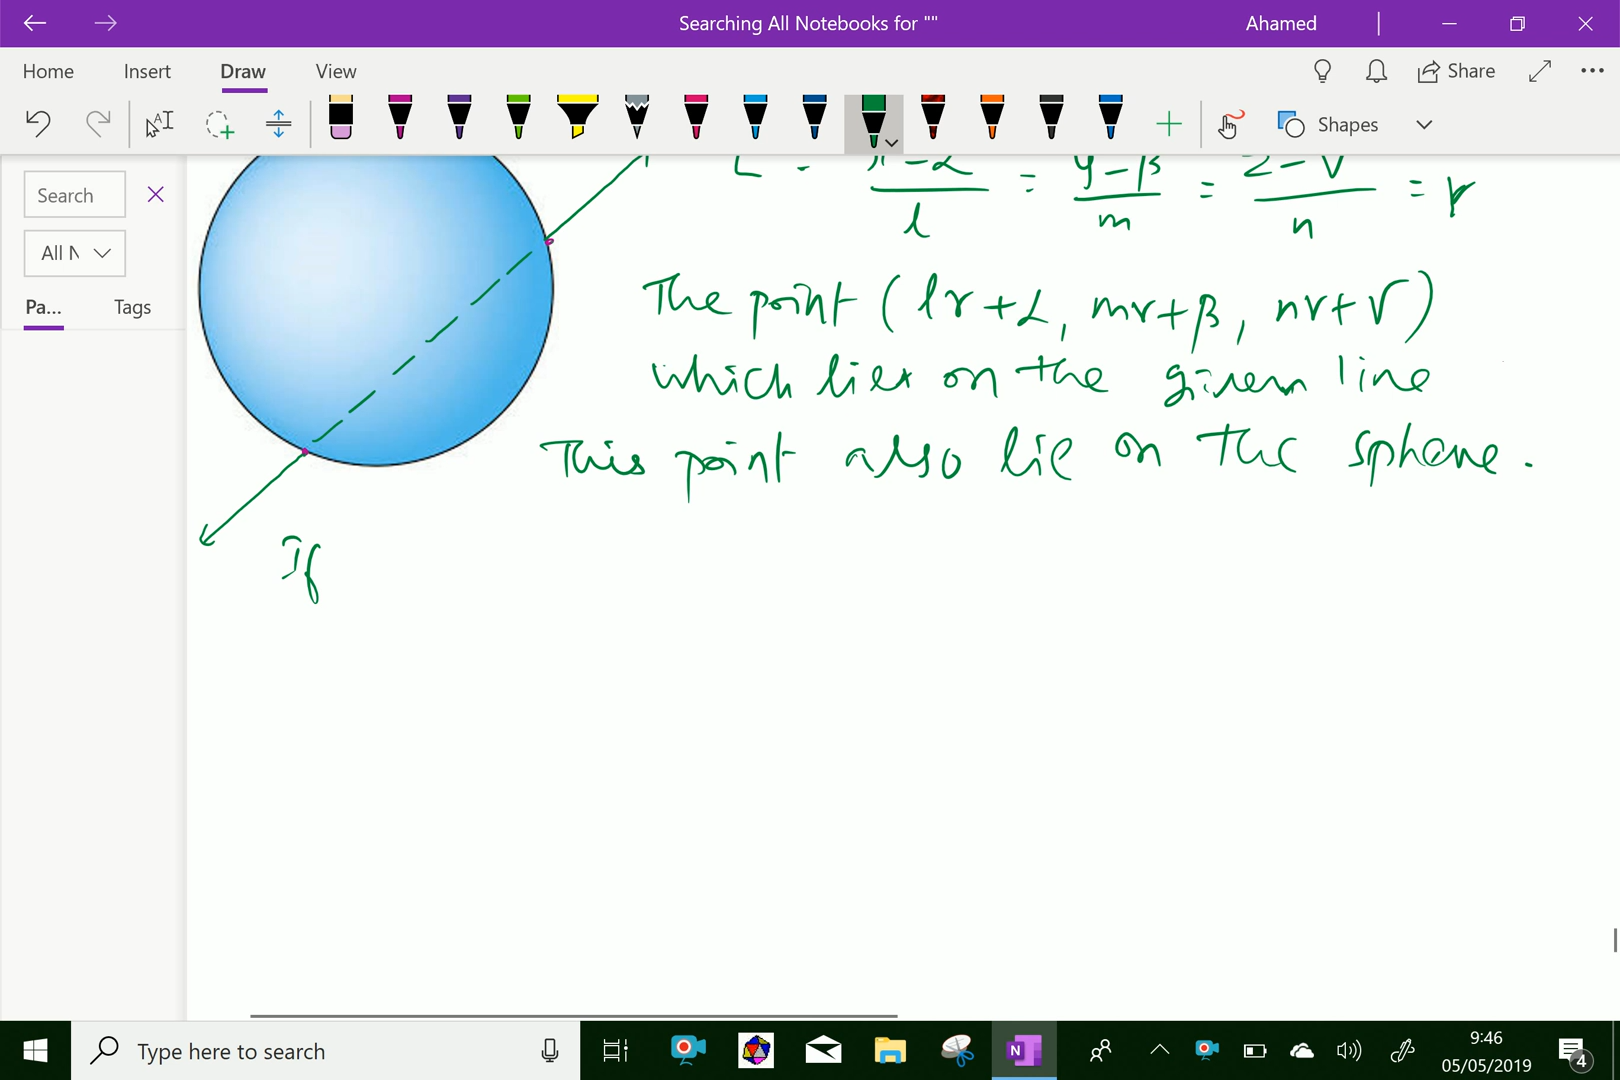 Searching All Notebooks for ""
Ahamed
Home Insert Draw View
Share
Shapes
Search
All N
Pa... Tags
L = x-α/l = y-β/m = z-γ/n = r
The point (lr+α, mr+β, nr+γ)
which lies on the given line
This point also lie on the sphere.
If
Type here to search
9:46
05/05/2019
4